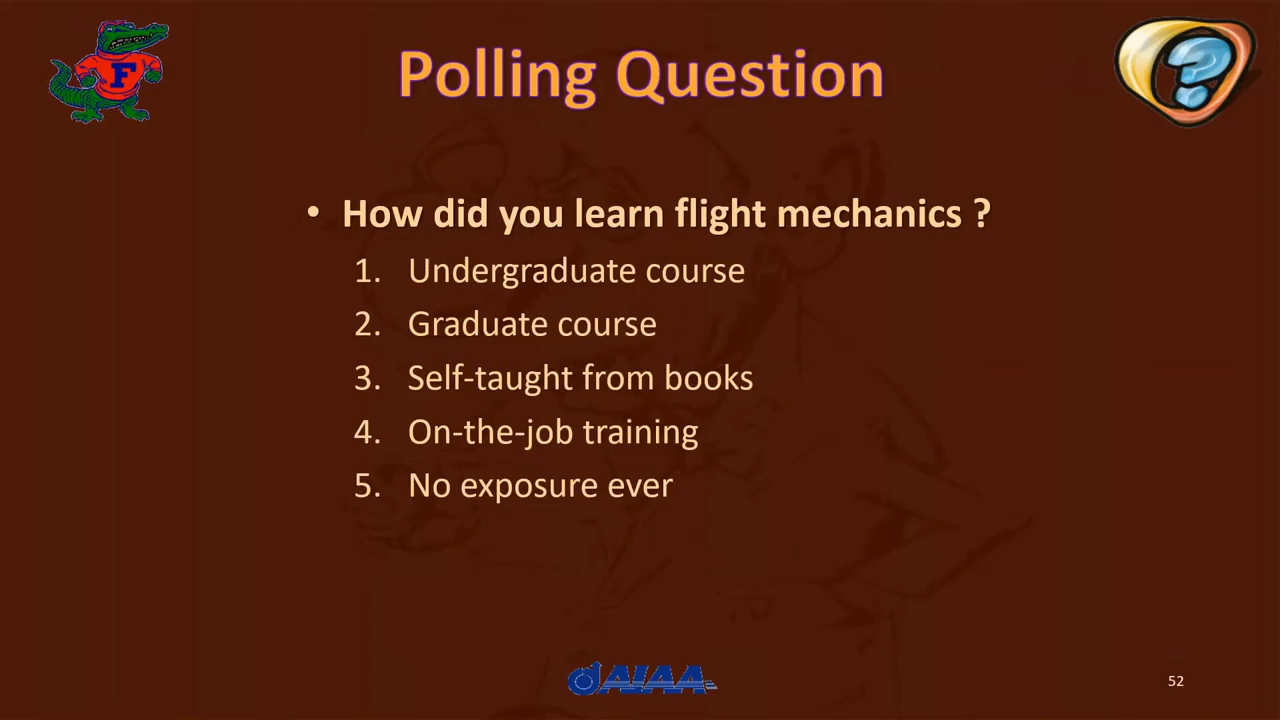 F
Polling Question
?
• How did you learn flight mechanics ?
1. Undergraduate course
2. Graduate course
3. Self-taught from books
4. On-the-job training
5. No exposure ever
AIAA
52